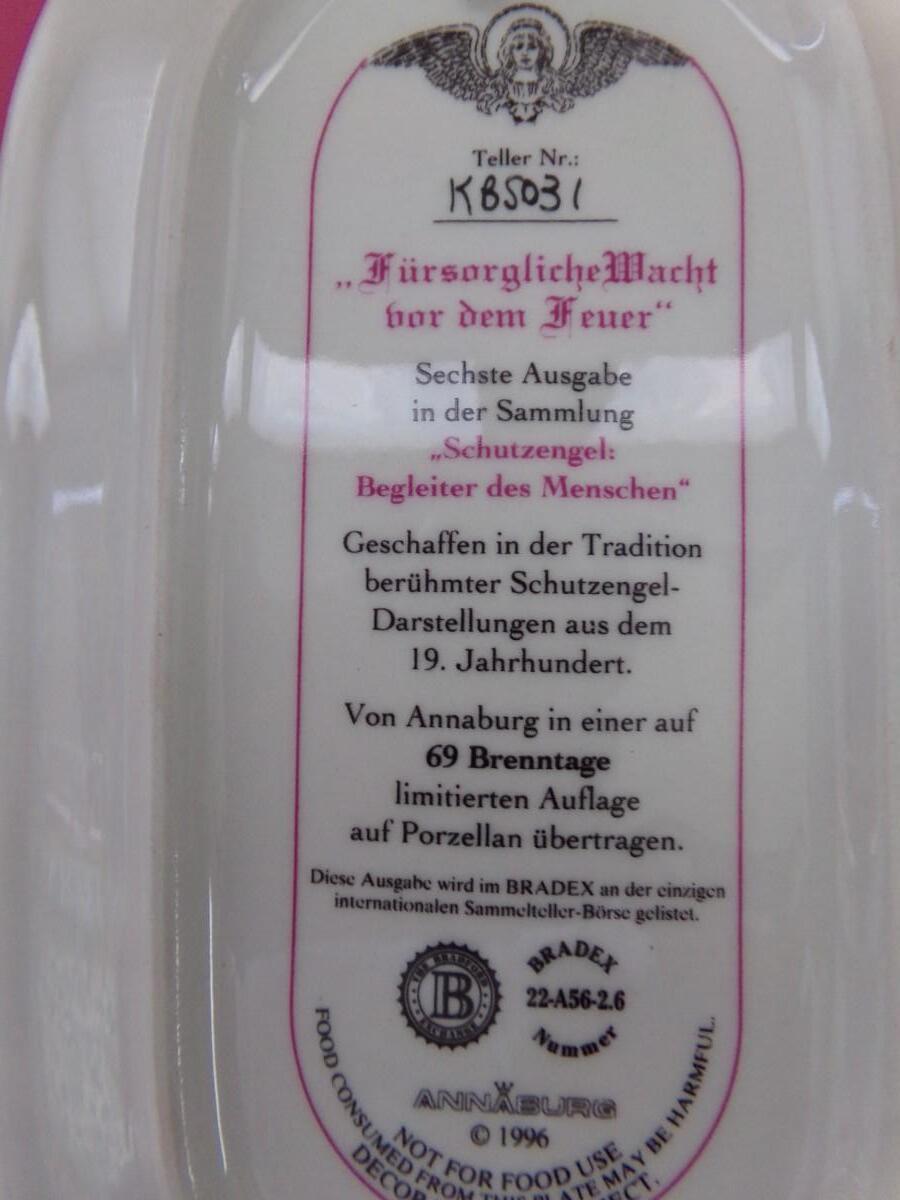 Teller Nr.:
KB5031
„Fürsorgliche Wacht
vor dem Feuer“
Sechste Ausgabe
in der Sammlung
„Schutzengel:
Begleiter des Menschen“
Geschaffen in der Tradition
berühmter Schutzengel-
Darstellungen aus dem
19. Jahrhundert.
Von Annaburg in einer auf
69 Brenntage
limitierten Auflage
auf Porzellan übertragen.
Diese Ausgabe wird im BRADEX an der einzigen
internationalen Sammelteller-Börse gelistet.
THE BRADFORD
B
EXCHANGE
BRADEX
22-A56-2.6
Nummer
ANNABURG
© 1996
NOT FOR FOOD USE
FOOD CONSUMED FROM THIS PLATE MAY BE HARMFUL.